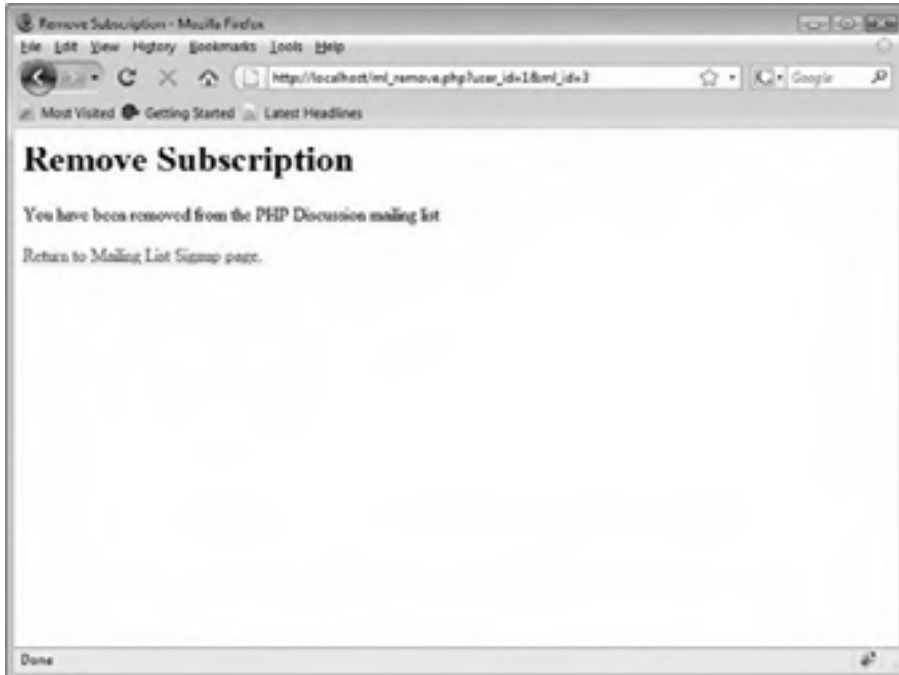 Remove Subscription - Mozilla Firefox
File Edit View History Bookmarks Tools Help
http://localhost/ml_remove.php?user_id=1&ml_id=3
Google
Most Visited Getting Started Latest Headlines
Remove Subscription
You have been removed from the PHP Discussion mailing list
Return to Mailing List Signup page.
Done